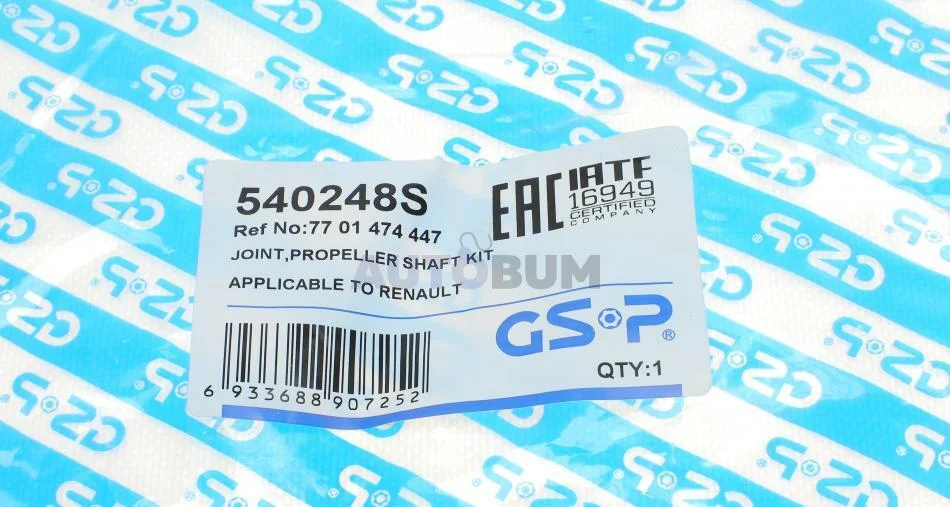 540248S
Ref No:77 01 474 447
JOINT,PROPELLER SHAFT KIT
APPLICABLE TO RENAULT
EAC
IATF
16949
CERTIFIED
COMPANY
AUTOBUM
GSP®
QTY:1
6 933688 907252